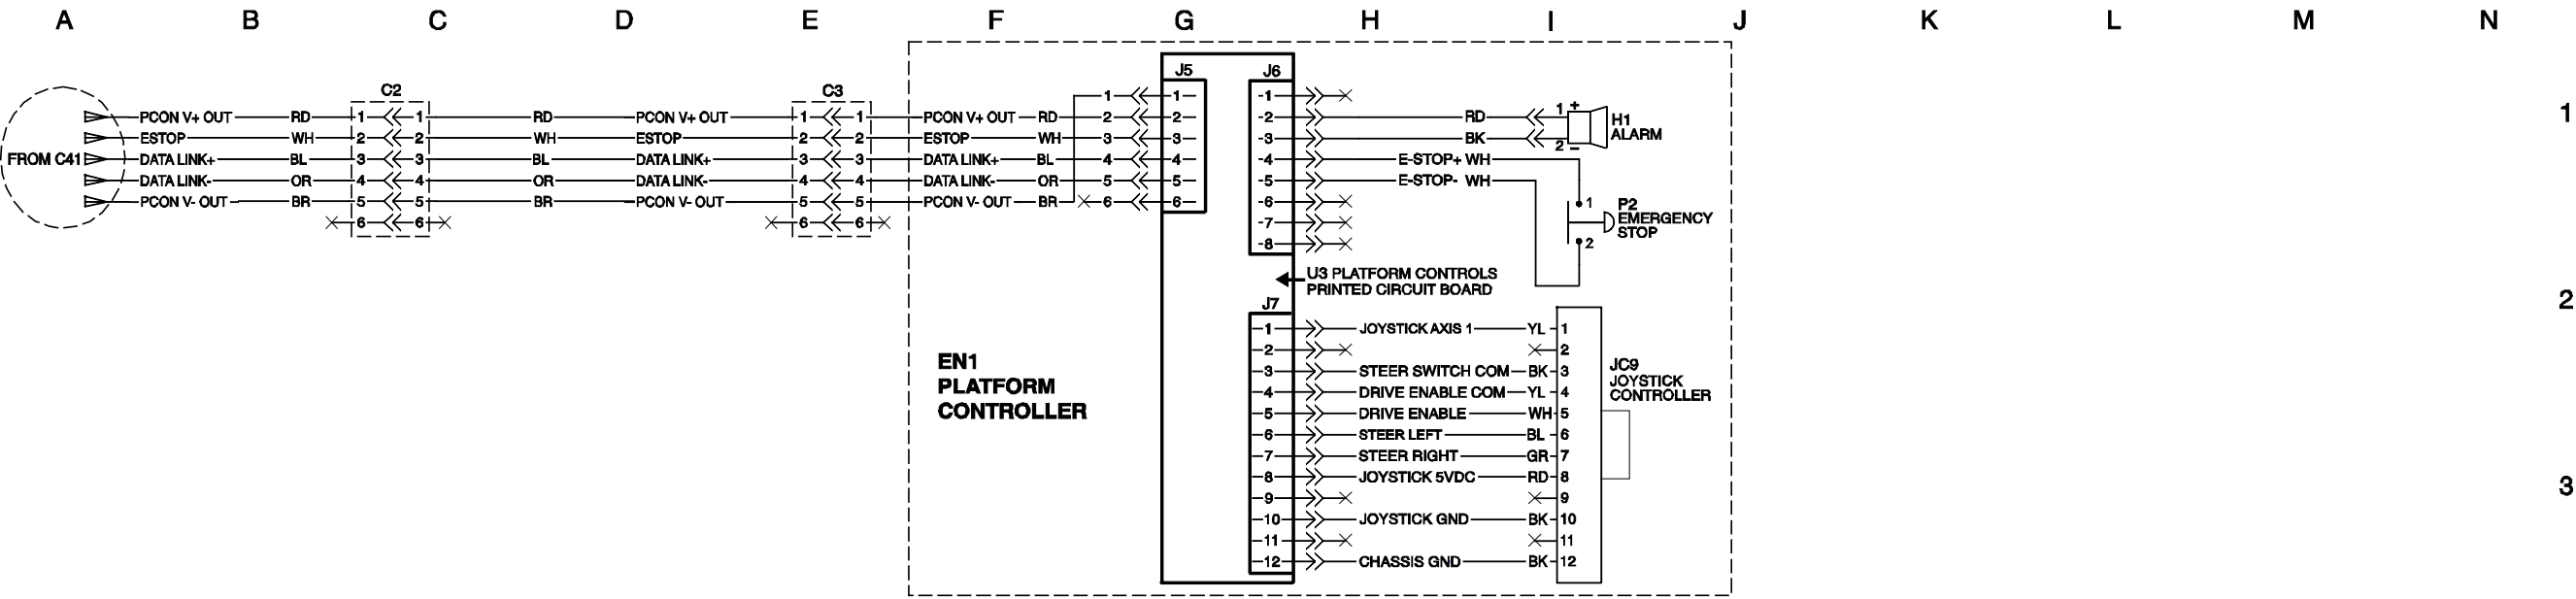 A B C D E F G H I J K L M N
1
2
3
FROM C41
PCON V+ OUT RD
ESTOP WH
DATA LINK+ BL
DATA LINK- OR
PCON V- OUT BR
C2
1 1
2 2
3 3
4 4
5 5
6 6
RD PCON V+ OUT
WH ESTOP
BL DATA LINK+
OR DATA LINK-
BR PCON V- OUT
C3
1 1
2 2
3 3
4 4
5 5
6 6
PCON V+ OUT RD
ESTOP WH
DATA LINK+ BL
DATA LINK- OR
PCON V- OUT BR
EN1
PLATFORM
CONTROLLER
J5
1 1
2 2
3 3
4 4
5 5
6 6
J6
-1
-2 RD 1 +
-3 BK 2 –
-4 E-STOP+ WH
-5 E-STOP- WH
-6
-7
-8
H1
ALARM
1
2
P2
EMERGENCY
STOP
U3 PLATFORM CONTROLS
PRINTED CIRCUIT BOARD
J7
1 JOYSTICK AXIS 1 YL 1
2 2
3 STEER SWITCH COM BK 3
4 DRIVE ENABLE COM YL 4
5 DRIVE ENABLE WH 5
6 STEER LEFT BL 6
7 STEER RIGHT GR 7
8 JOYSTICK 5VDC RD 8
9 9
10 JOYSTICK GND BK 10
11 11
12 CHASSIS GND BK 12
JC9
JOYSTICK
CONTROLLER